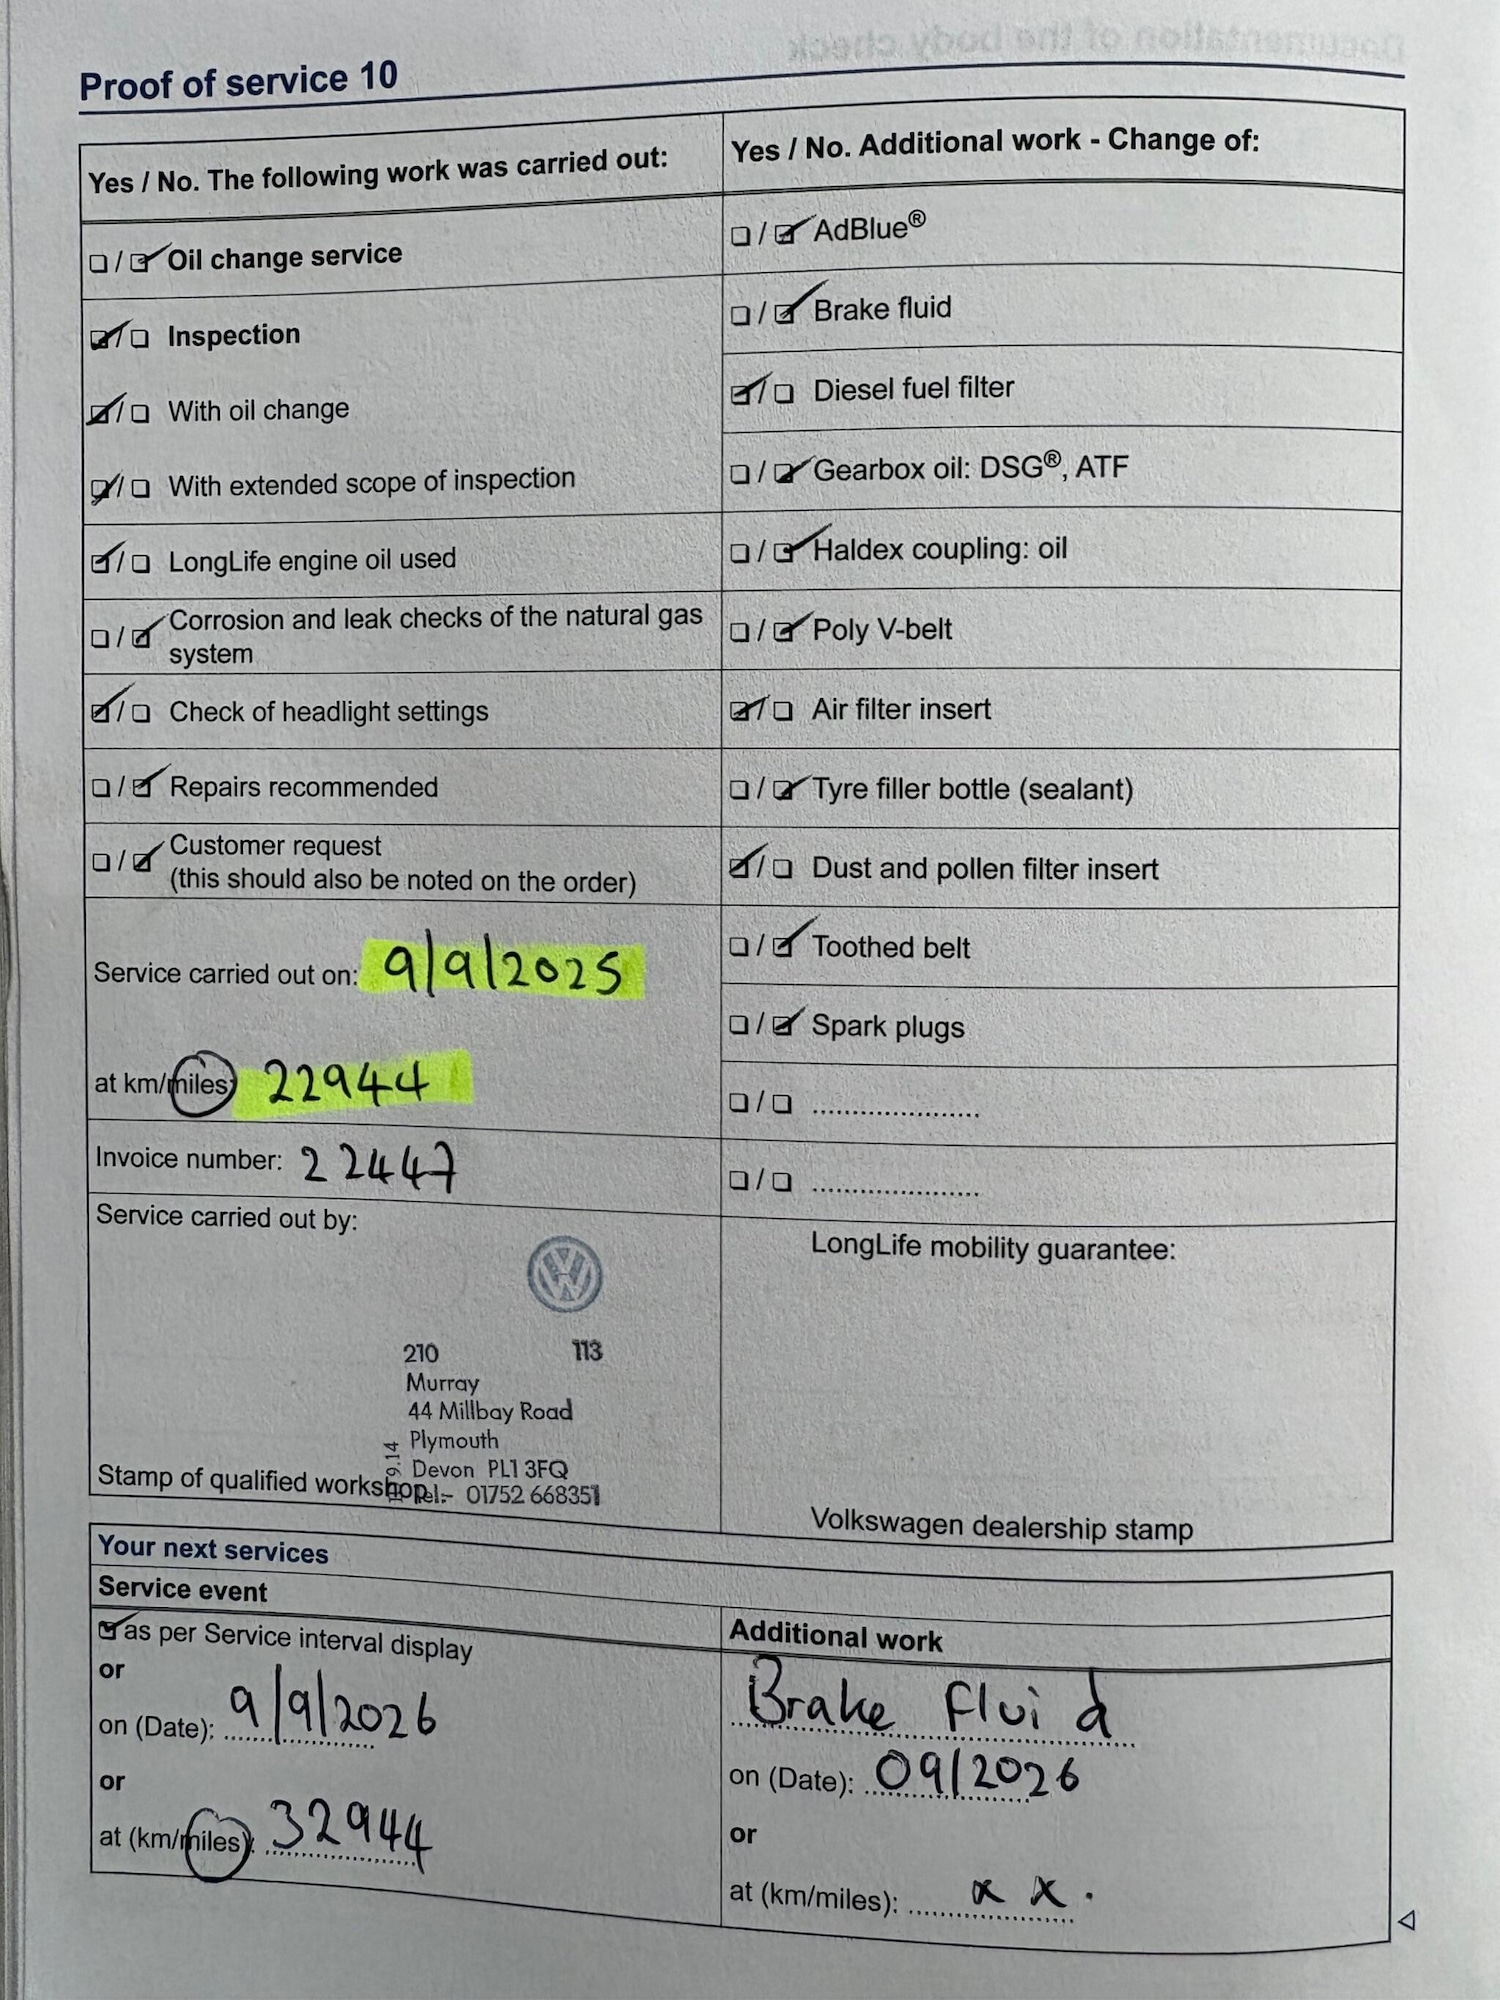 Documentation of the body check
Proof of service 10
Yes / No. The following work was carried out:
☐ / ☑ Oil change service
☑ / ☐ Inspection
☑ / ☐ With oil change
☑ / ☐ With extended scope of inspection
☑ / ☐ LongLife engine oil used
☐ / ☑ Corrosion and leak checks of the natural gas
system
☑ / ☐ Check of headlight settings
☐ / ☑ Repairs recommended
☐ / ☑ Customer request
(this should also be noted on the order)
Service carried out on: 9/9/2025
at km/miles: 22944
Invoice number: 22447
Service carried out by:
210 113
Murray
44 Millbay Road
Plymouth
Devon PL1 3FQ
Tel:- 01752 668351
Stamp of qualified workshop
Yes / No. Additional work - Change of:
☐ / ☑ AdBlue®
☐ / ☑ Brake fluid
☑ / ☐ Diesel fuel filter
☐ / ☑ Gearbox oil: DSG®, ATF
☐ / ☑ Haldex coupling: oil
☐ / ☑ Poly V-belt
☑ / ☐ Air filter insert
☐ / ☑ Tyre filler bottle (sealant)
☑ / ☐ Dust and pollen filter insert
☐ / ☑ Toothed belt
☐ / ☑ Spark plugs
☐ / ☐ ......................
☐ / ☐ ......................
LongLife mobility guarantee:
Volkswagen dealership stamp
Your next services
Service event
☑ as per Service interval display
or
on (Date): 9/9/2026
or
at (km/miles): 32944
Additional work
Brake fluid
on (Date): 09/2026
or
at (km/miles): x x .